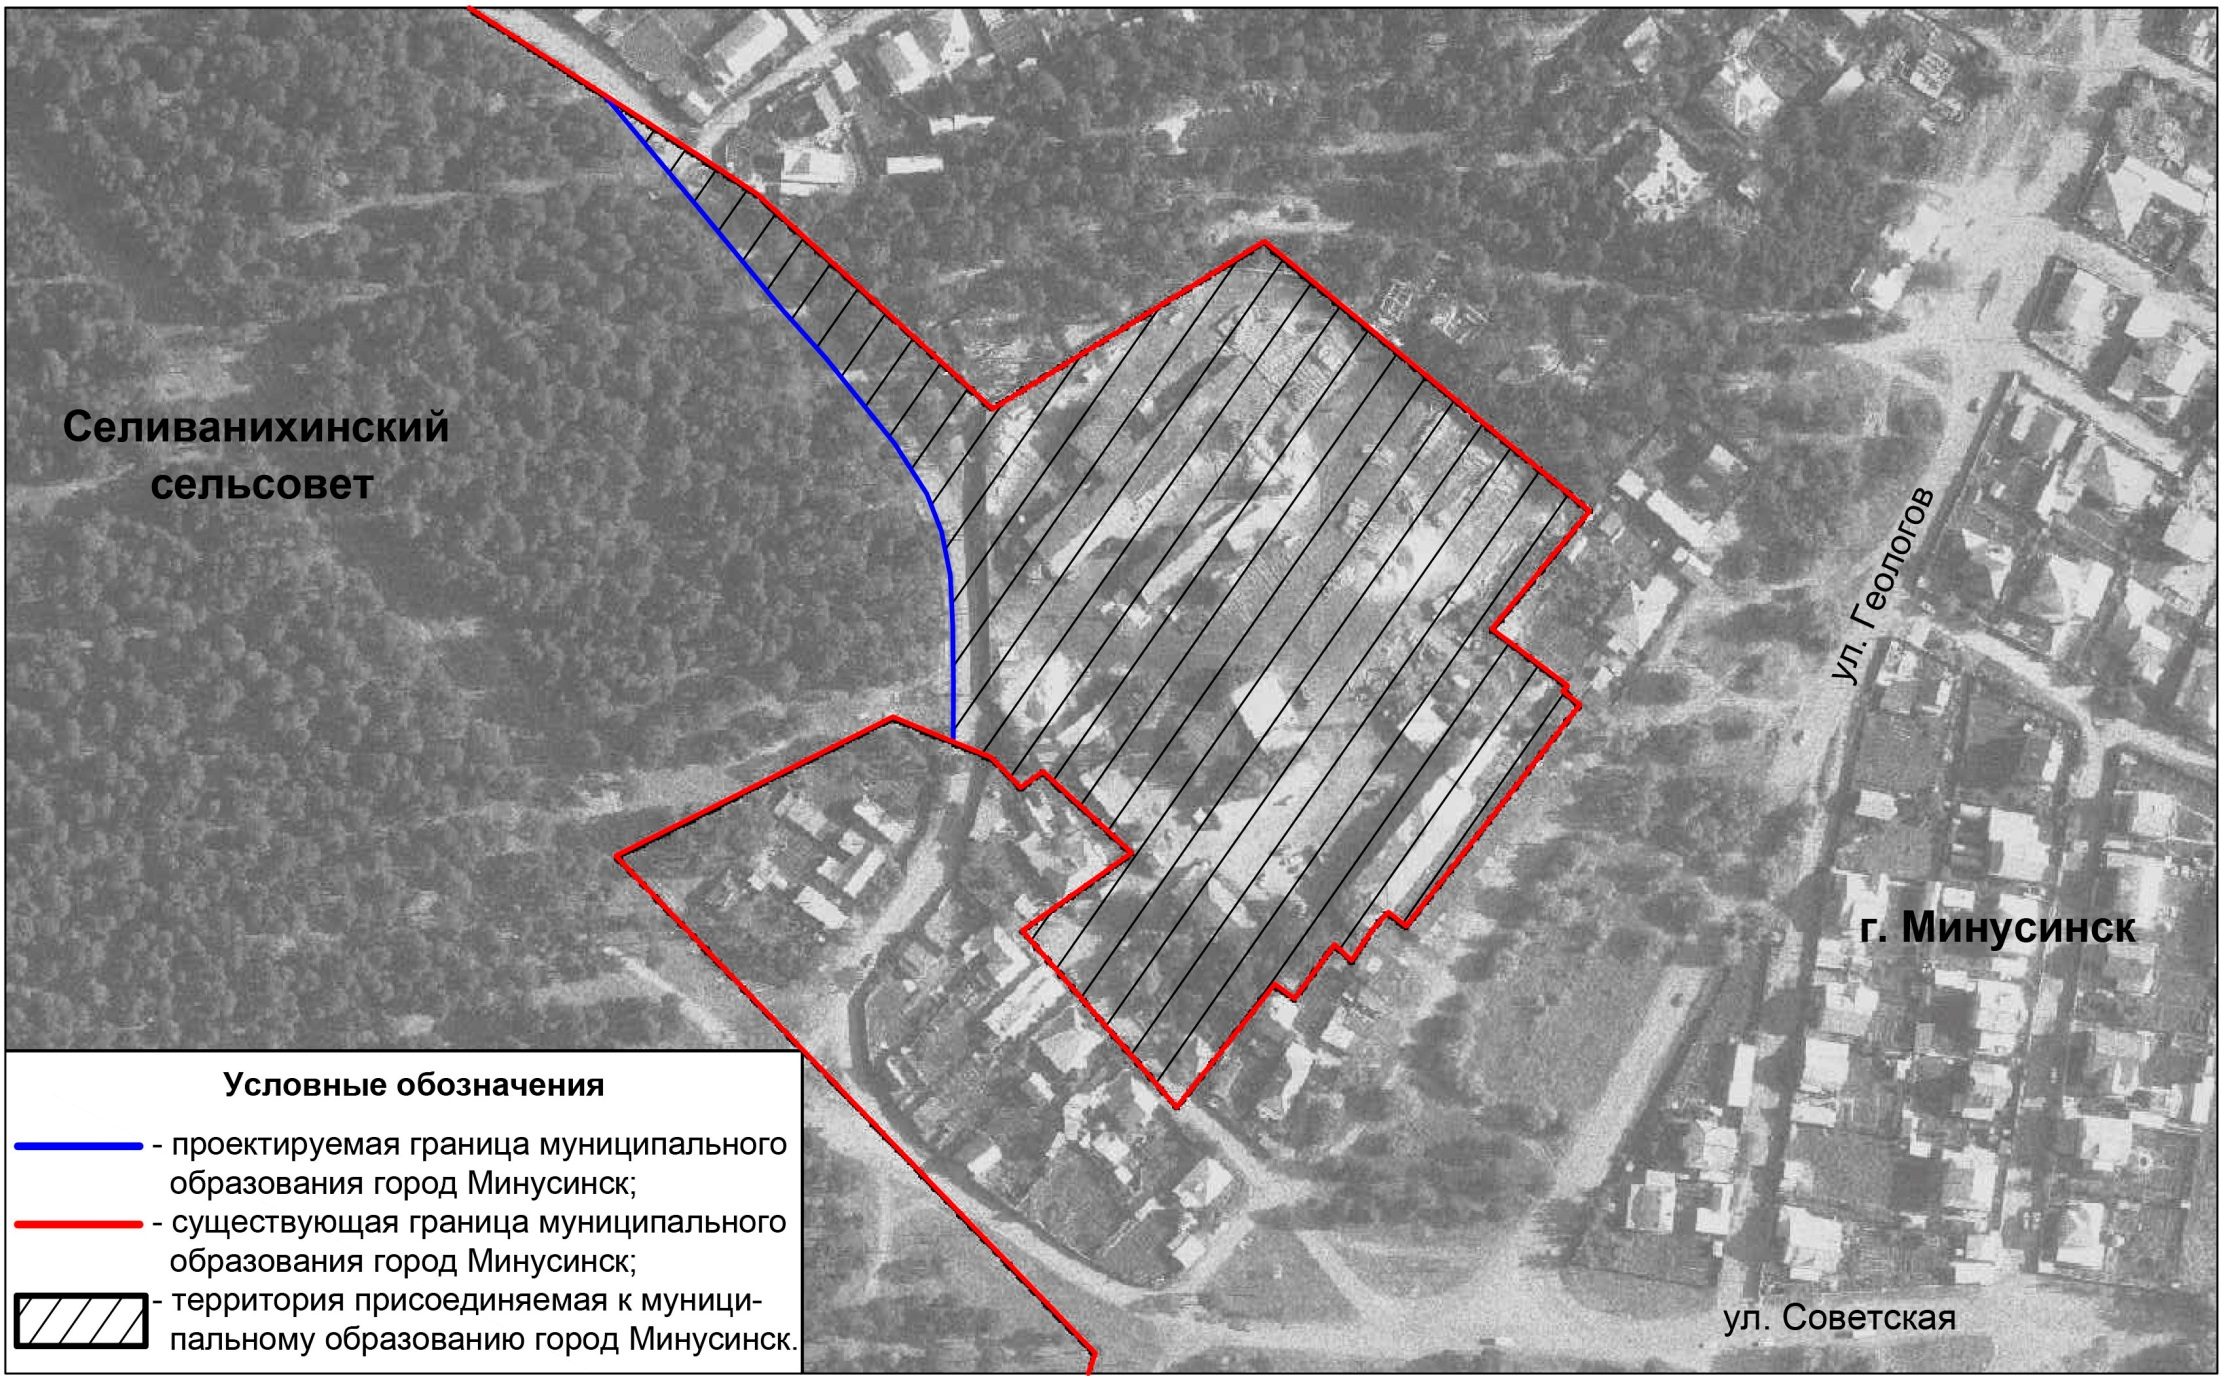 Селиванихинский
сельсовет
ул. Геологов
г. Минусинск
ул. Советская
Условные обозначения
- проектируемая граница муниципального
образования город Минусинск;
- существующая граница муниципального
образования город Минусинск;
- территория присоединяемая к муници-
пальному образованию город Минусинск.